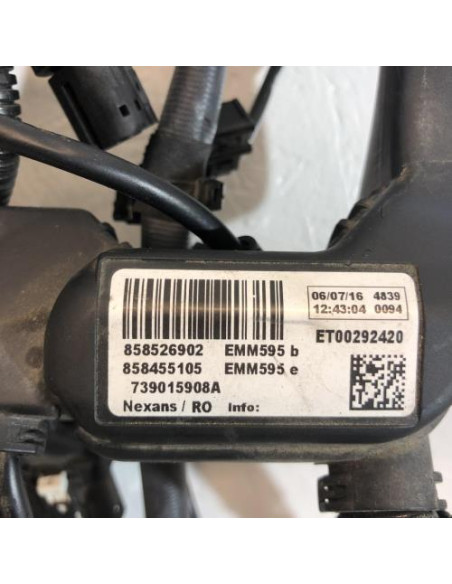 06/07/16 4839
12:43:04 0094
858526902 EMM595 b
ET00292420
858455105 EMM595 e
739015908A
Nexans / RO Info: